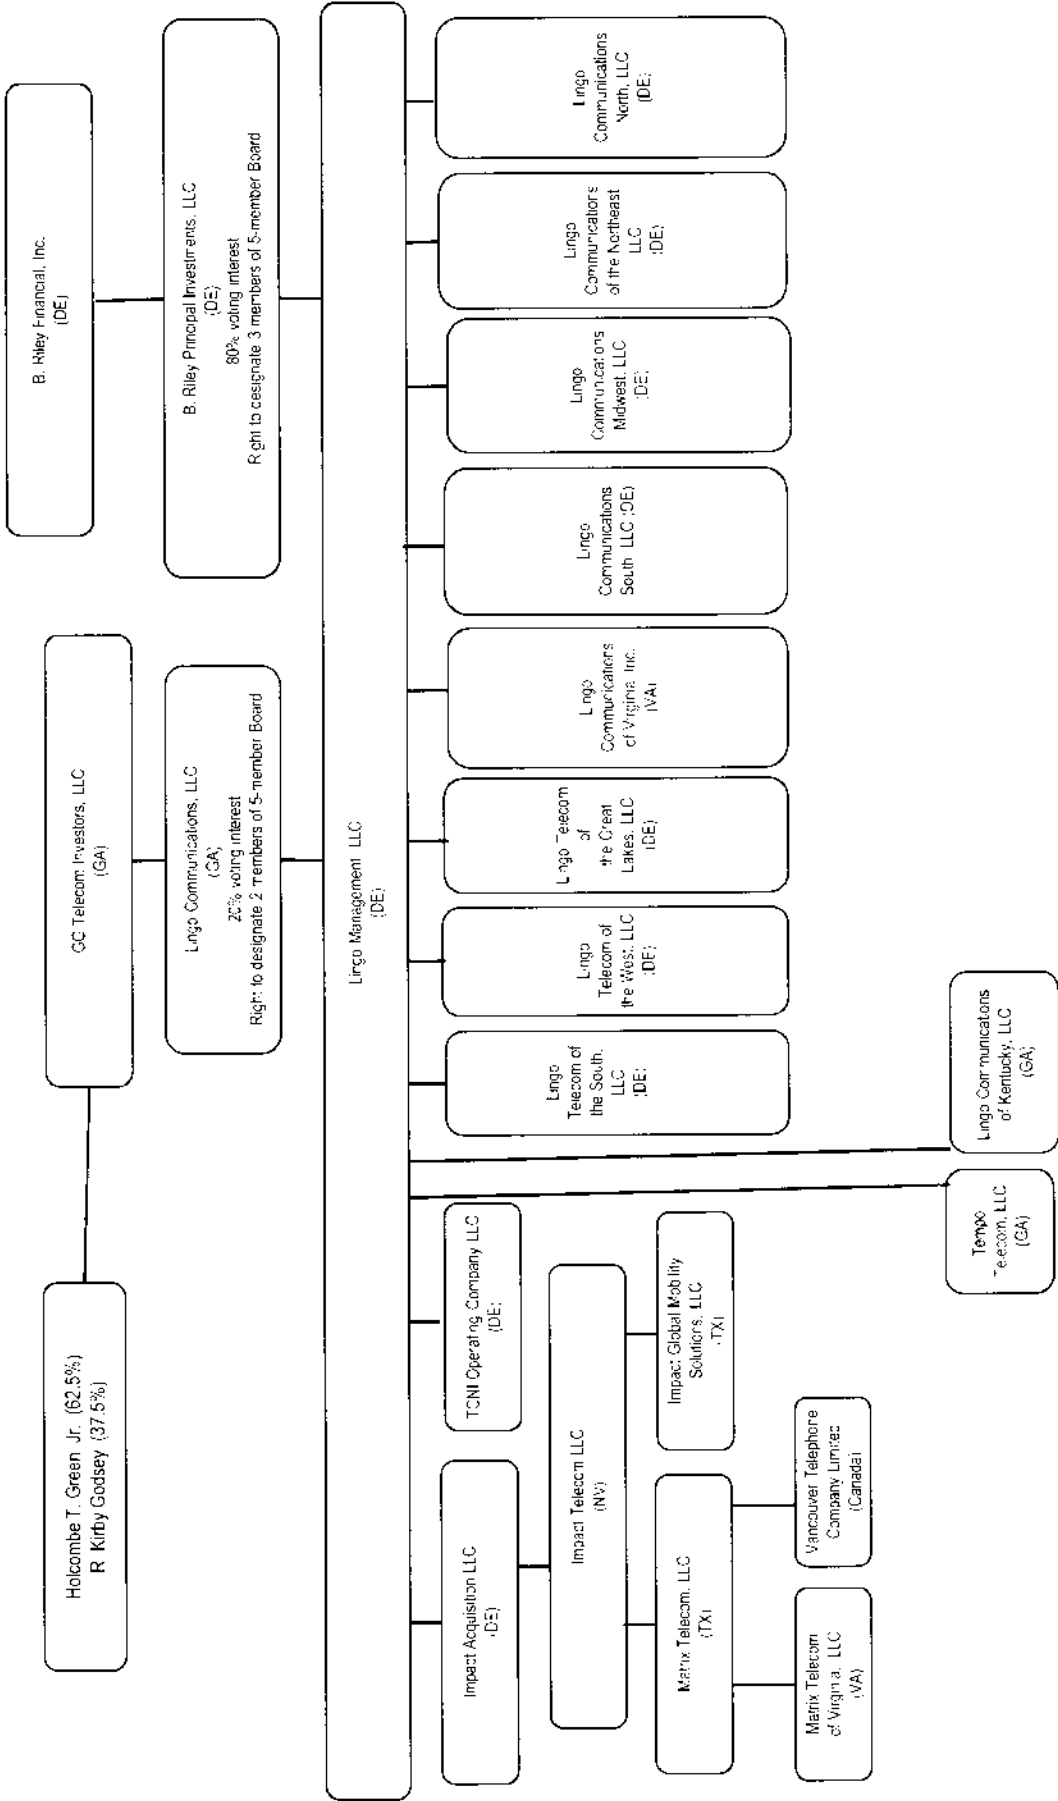 Holcombe T. Green Jr. (62.5%)
R Kirby Godsey (37.5%)
GC Telecom Investors, LLC
(GA)
B. Riley Financial, Inc.
(DE)
Lingo Communications, LLC
(GA)
20% voting interest
Right to designate 2 members of 5-member Board
B. Riley Principal Investments, LLC
(DE)
80% voting interest
Right to designate 3 members of 5-member Board
Lingo Management LLC
(DE)
Impact Acquisition LLC
(DE)
TCNI Operating Company LLC
(DE)
Lingo
Telecom of
the South,
LLC
(DE)
Lingo
Telecom of
the West, LLC
(DE)
Lingo Telecom
of
the Great
Lakes, LLC
(DE)
Lingo
Communications
of Virginia, Inc.
(VA)
Lingo
Communications
South, LLC (DE)
Lingo
Communications
Midwest, LLC
(DE)
Lingo
Communications
of the Northeast
LLC
(DE)
Lingo
Communications
North, LLC
(DE)
Impact Telecom LLC
(NV)
Matrix Telecom, LLC
(TX)
Impact Global Mobility
Solutions, LLC
(TX)
Matrix Telecom
of Virginia, LLC
(VA)
Vancouver Telephone
Company Limited
(Canada)
Tempo
Telecom, LLC
(GA)
Lingo Communications
of Kentucky, LLC
(GA)